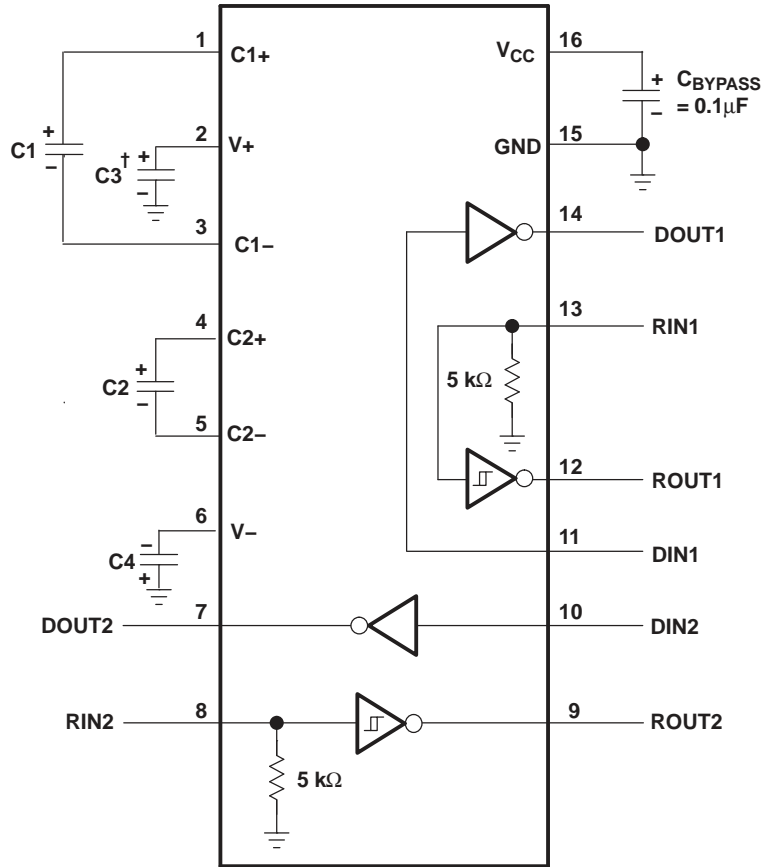 1
C1+
V_CC
16
+
–
C_BYPASS
= 0.1µF
C1
+
–
2
V+
C3†
+
–
GND
15
3
C1–
14
DOUT1
4
C2+
13
RIN1
C2
+
–
5 kΩ
5
C2–
12
ROUT1
6
V–
11
DIN1
C4
–
+
DOUT2
7
10
DIN2
RIN2
8
9
ROUT2
5 kΩ